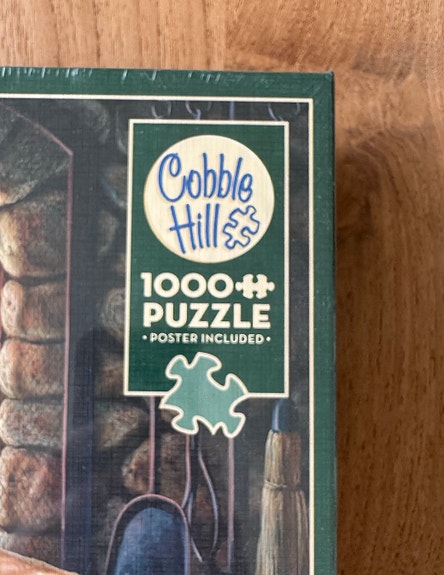 Cobble
Hill
1000
PUZZLE
• POSTER INCLUDED •